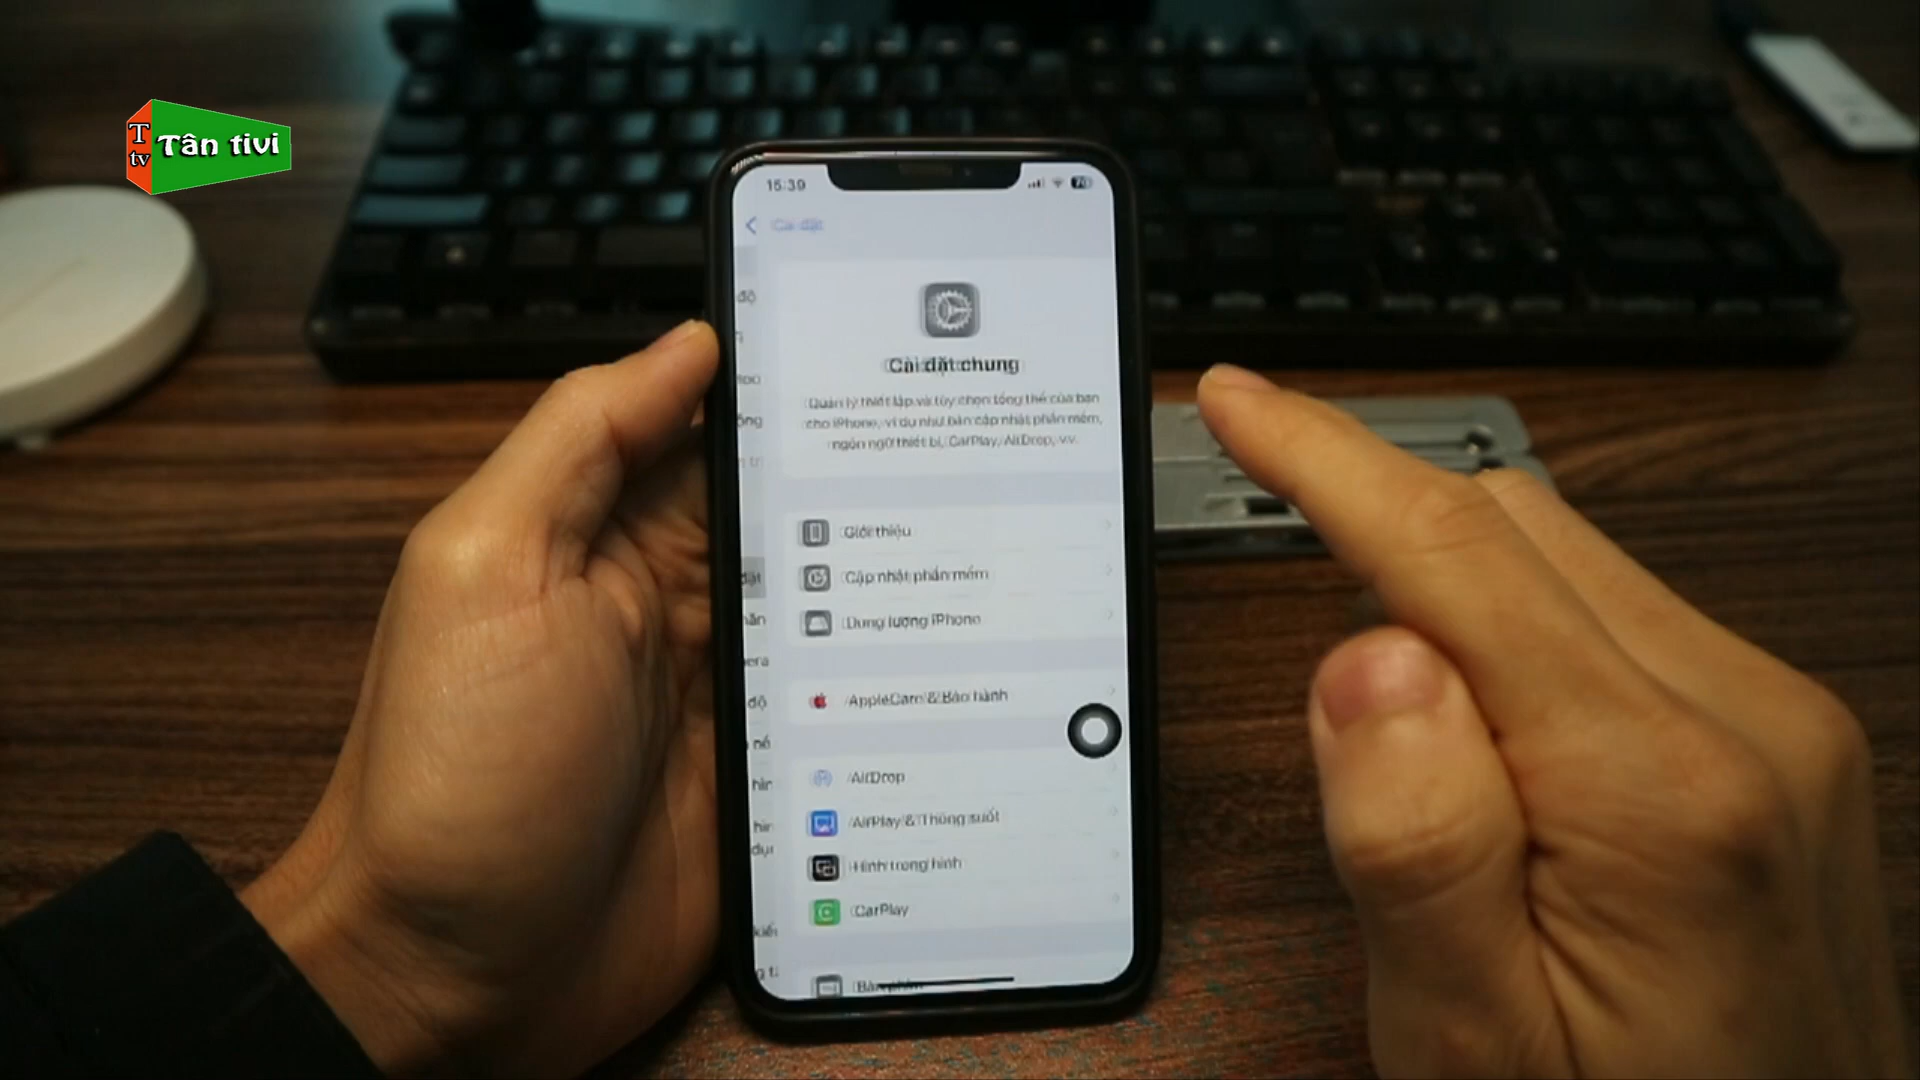 T
tv
Tân tivi
15:39
70
Cài đặt
Cài đặt chung
Quản lý thiết lập và tùy chọn tổng thể của bạn
cho iPhone, ví dụ như bản cập nhật phần mềm,
ngôn ngữ thiết bị, CarPlay, AirDrop, v.v.
Giới thiệu
Cập nhật phần mềm
Dung lượng iPhone
AppleCare & Bảo hành
AirDrop
AirPlay & Thông suốt
Hình trong hình
CarPlay
Bàn phím